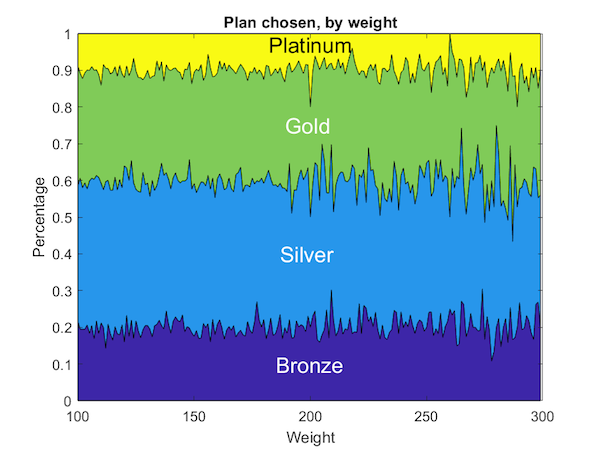 Plan chosen, by weight
Platinum
Gold
Silver
Bronze
Percentage
1
0.9
0.8
0.7
0.6
0.5
0.4
0.3
0.2
0.1
0
100
150
200
250
300
Weight